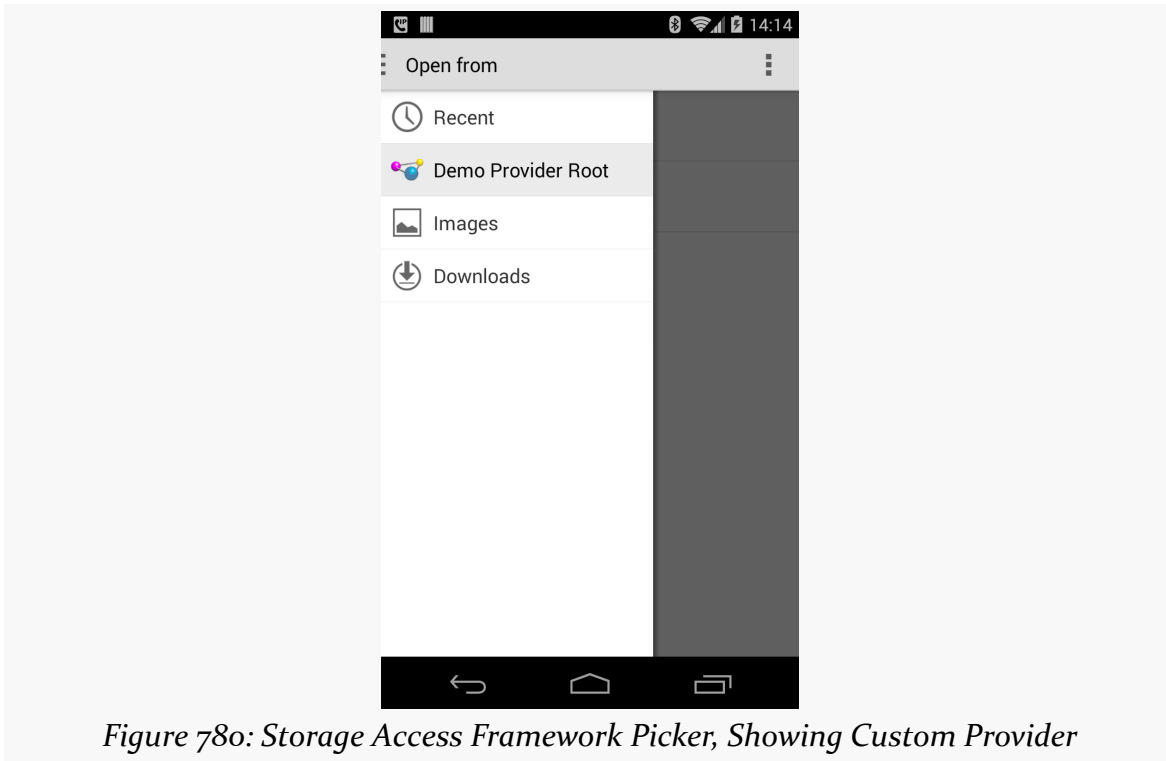 14:14
Open from
Recent
Demo Provider Root
Images
Downloads
Figure 780: Storage Access Framework Picker, Showing Custom Provider